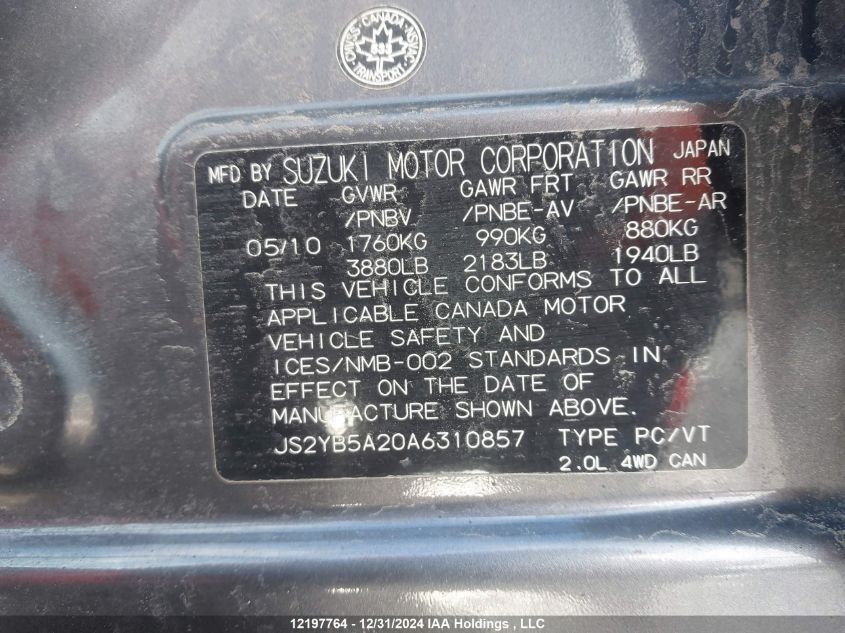 CANADA
333
TRANSPORT
MFD BY SUZUKI MOTOR CORPORATION JAPAN
DATE GVWR GAWR FRT GAWR RR
/PNBV /PNBE-AV /PNBE-AR
05/10 1760KG 990KG 880KG
3880LB 2183LB 1940LB
THIS VEHICLE CONFORMS TO ALL
APPLICABLE CANADA MOTOR
VEHICLE SAFETY AND
ICES/NMB-002 STANDARDS IN
EFFECT ON THE DATE OF
MANUFACTURE SHOWN ABOVE.
JS2YB5A20A6310857 TYPE PC/VT
2.0L 4WD CAN
12197764 - 12/31/2024 IAA Holdings , LLC